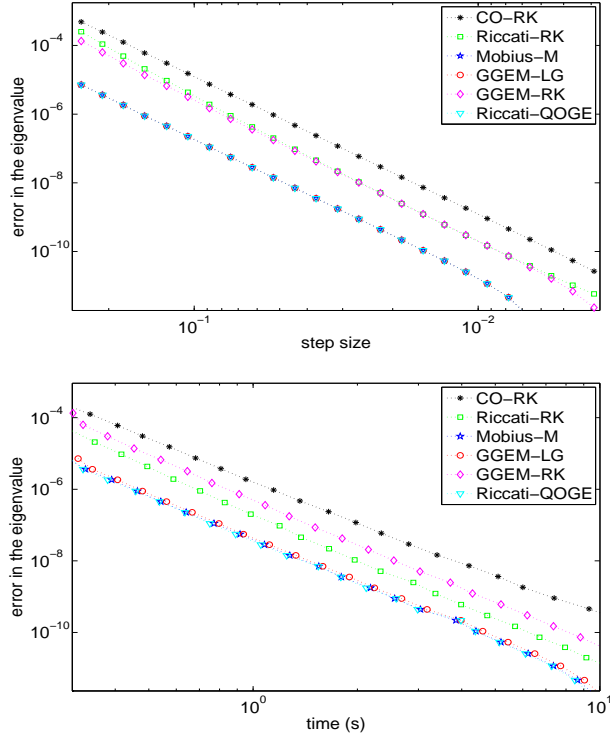 10^−4
10^−6
10^−8
10^−10
error in the eigenvalue
10^−1
10^−2
step size
CO−RK
Riccati−RK
Mobius−M
GGEM−LG
GGEM−RK
Riccati−QOGE
10^−4
10^−6
10^−8
10^−10
error in the eigenvalue
10^0
10^1
time (s)
CO−RK
Riccati−RK
Mobius−M
GGEM−LG
GGEM−RK
Riccati−QOGE